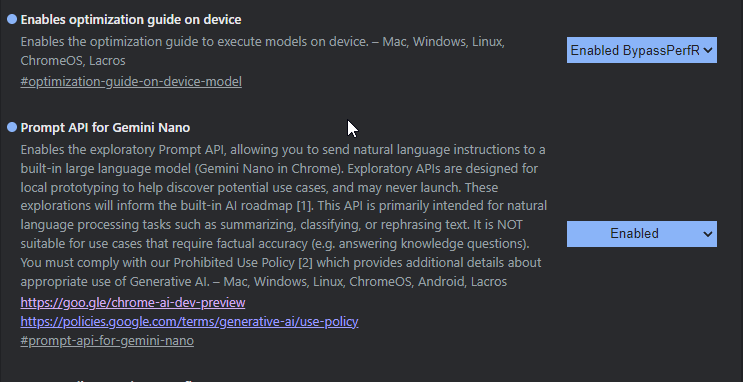 Enables optimization guide on device
Enables the optimization guide to execute models on device. – Mac, Windows, Linux,
ChromeOS, Lacros
#optimization-guide-on-device-model
Enabled BypassPerfR
Prompt API for Gemini Nano
Enables the exploratory Prompt API, allowing you to send natural language instructions to a
built-in large language model (Gemini Nano in Chrome). Exploratory APIs are designed for
local prototyping to help discover potential use cases, and may never launch. These
explorations will inform the built-in AI roadmap [1]. This API is primarily intended for natural
language processing tasks such as summarizing, classifying, or rephrasing text. It is NOT
suitable for use cases that require factual accuracy (e.g. answering knowledge questions).
You must comply with our Prohibited Use Policy [2] which provides additional details about
appropriate use of Generative AI. – Mac, Windows, Linux, ChromeOS, Android, Lacros
https://goo.gle/chrome-ai-dev-preview
https://policies.google.com/terms/generative-ai/use-policy
#prompt-api-for-gemini-nano
Enabled